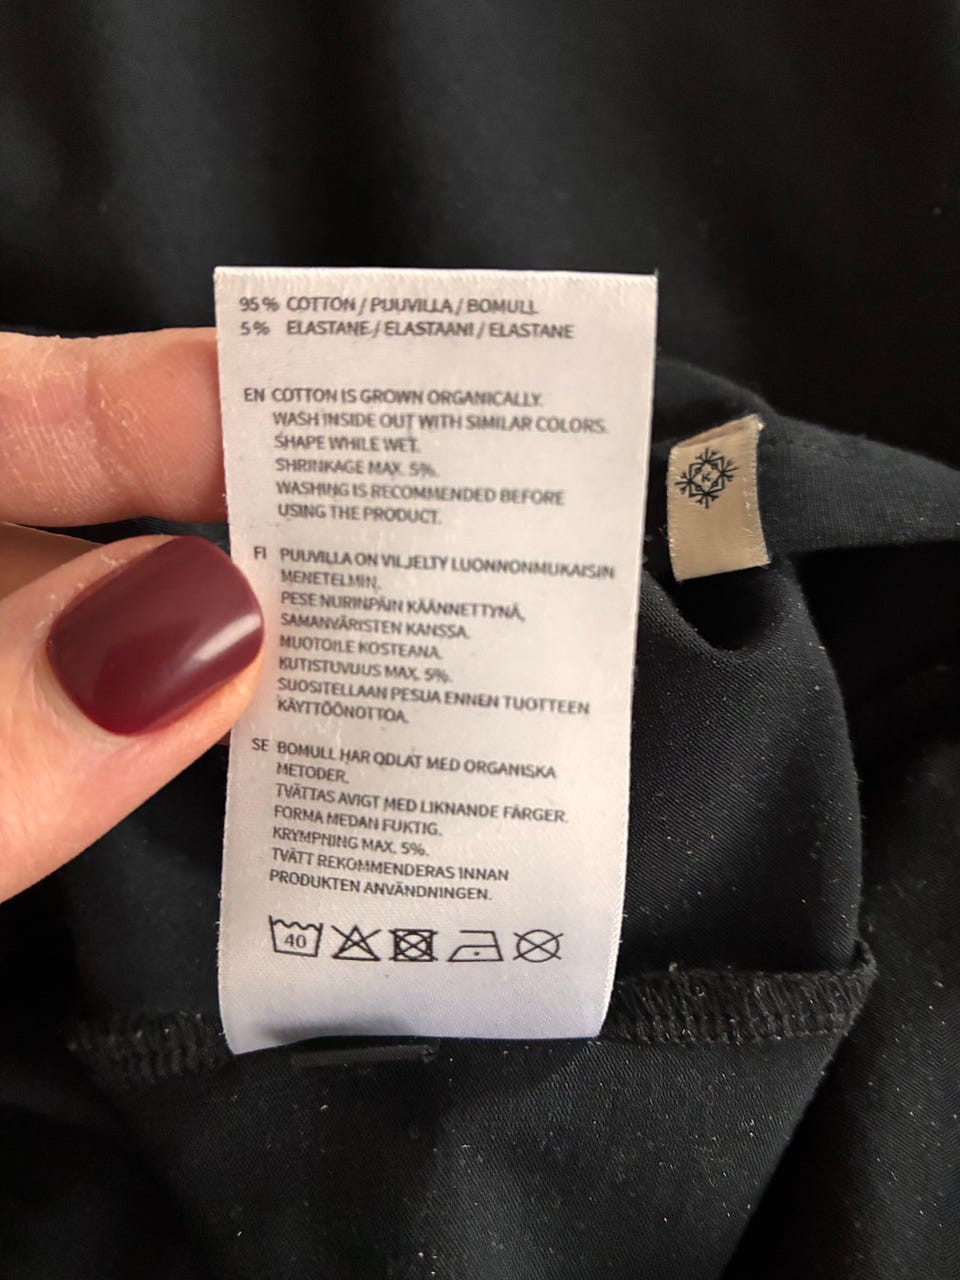 95% COTTON / PUUVILLA / BOMULL
5% ELASTANE / ELASTAANI / ELASTANE
EN COTTON IS GROWN ORGANICALLY.
WASH INSIDE OUT WITH SIMILAR COLORS.
SHAPE WHILE WET.
SHRINKAGE MAX. 5%.
WASHING IS RECOMMENDED BEFORE
USING THE PRODUCT.
FI PUUVILLA ON VILJELTY LUONNONMUKAISIN
MENETELMIN.
PESE NURINPÄIN KÄÄNNETTYNÄ,
SAMANVÄRISTEN KANSSA.
MUOTOILE KOSTEANA.
KUTISTUVUUS MAX. 5%.
SUOSITELLAAN PESUA ENNEN TUOTTEEN
KÄYTTÖÖNOTTOA.
SE BOMULL HAR ODLAT MED ORGANISKA
METODER.
TVÄTTAS AVIGT MED LIKNANDE FÄRGER.
FORMA MEDAN FUKTIG.
KRYMPNING MAX. 5%.
TVÄTT REKOMMENDERAS INNAN
PRODUKTEN ANVÄNDNINGEN.
40
K